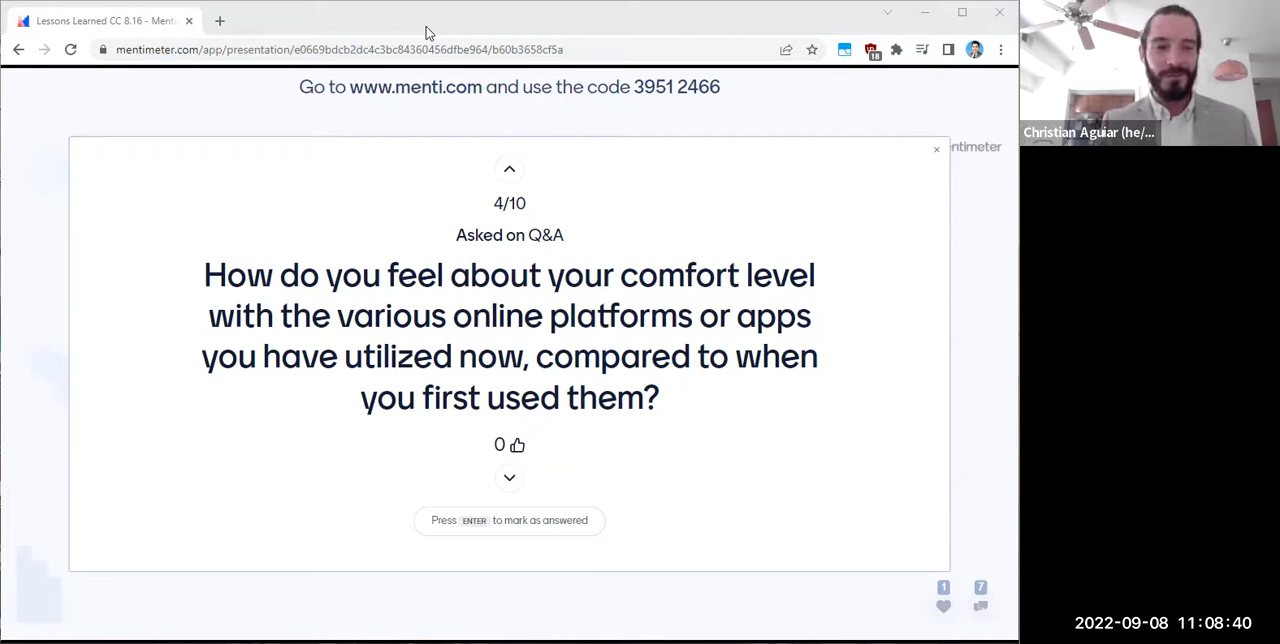 Lessons Learned CC 8.16 - Menti
mentimeter.com/app/presentation/e0669bdcb2dc4c3bc84360456dfbe964/b60b3658cf5a
18
Go to www.menti.com and use the code 3951 2466
ntimeter
4/10
Asked on Q&A
How do you feel about your comfort level
with the various online platforms or apps
you have utilized now, compared to when
you first used them?
0
Press ENTER to mark as answered
1 7
Christian Aguiar (he/...
2022-09-08 11:08:40